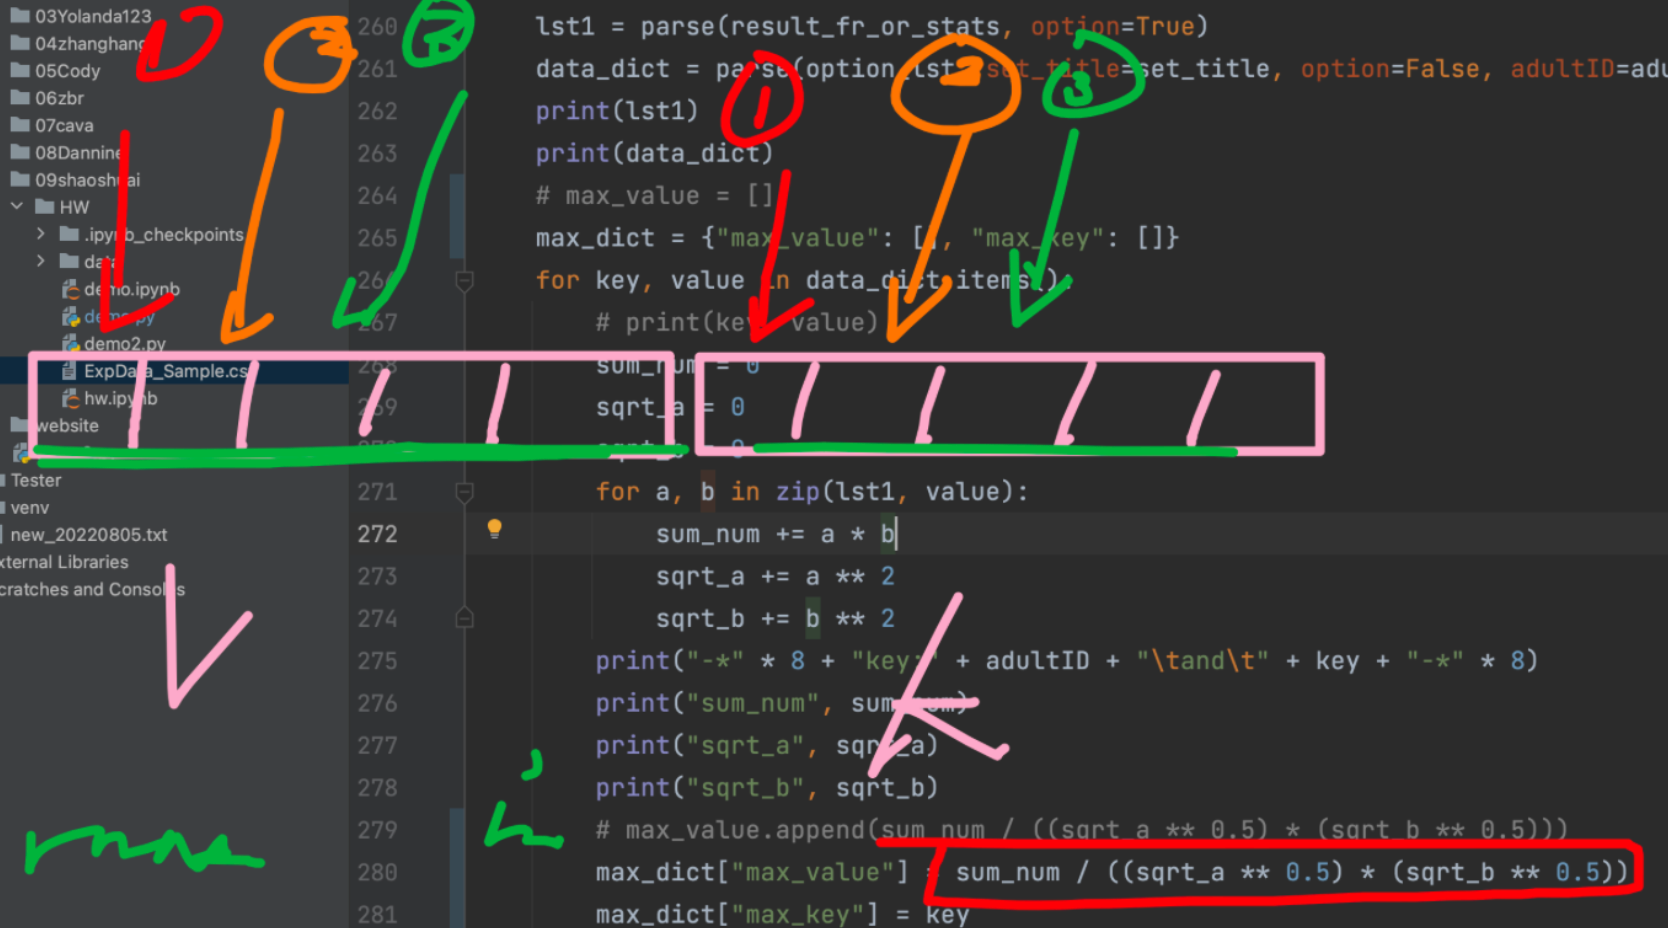 03Yolanda123
04zhanghang
05Cody
06zbr
07cava
08Dannine
09shaoshuai
HW
.ipynb_checkpoints
data
demo.ipynb
demo.py
demo2.py
ExpData_Sample.cs
hw.ipynb
website
Tester
venv
new_20220805.txt
xternal Libraries
cratches and Consoles
1
2
3
1
2
3
260 lst1 = parse(result_fr_or_stats, option=True)
261 data_dict = parse(option_lst, set_title=set_title, option=False, adultID=adu
262 print(lst1)
263 print(data_dict)
264 # max_value = []
265 max_dict = {"max_value": [], "max_key": []}
266 for key, value in data_dict.items():
267 # print(key, value)
268 sum_num = 0
269 sqrt_a = 0
270 sqrt_b = 0
271 for a, b in zip(lst1, value):
272 sum_num += a * b
273 sqrt_a += a ** 2
274 sqrt_b += b ** 2
275 print("-*" * 8 + "key:" + adultID + "\tand\t" + key + "-*" * 8)
276 print("sum_num", sum_num)
277 print("sqrt_a", sqrt_a)
278 print("sqrt_b", sqrt_b)
279 # max_value.append(sum_num / ((sqrt_a ** 0.5) * (sqrt_b ** 0.5)))
280 max_dict["max_value"] = sum_num / ((sqrt_a ** 0.5) * (sqrt_b ** 0.5))
281 max_dict["max_key"] = key